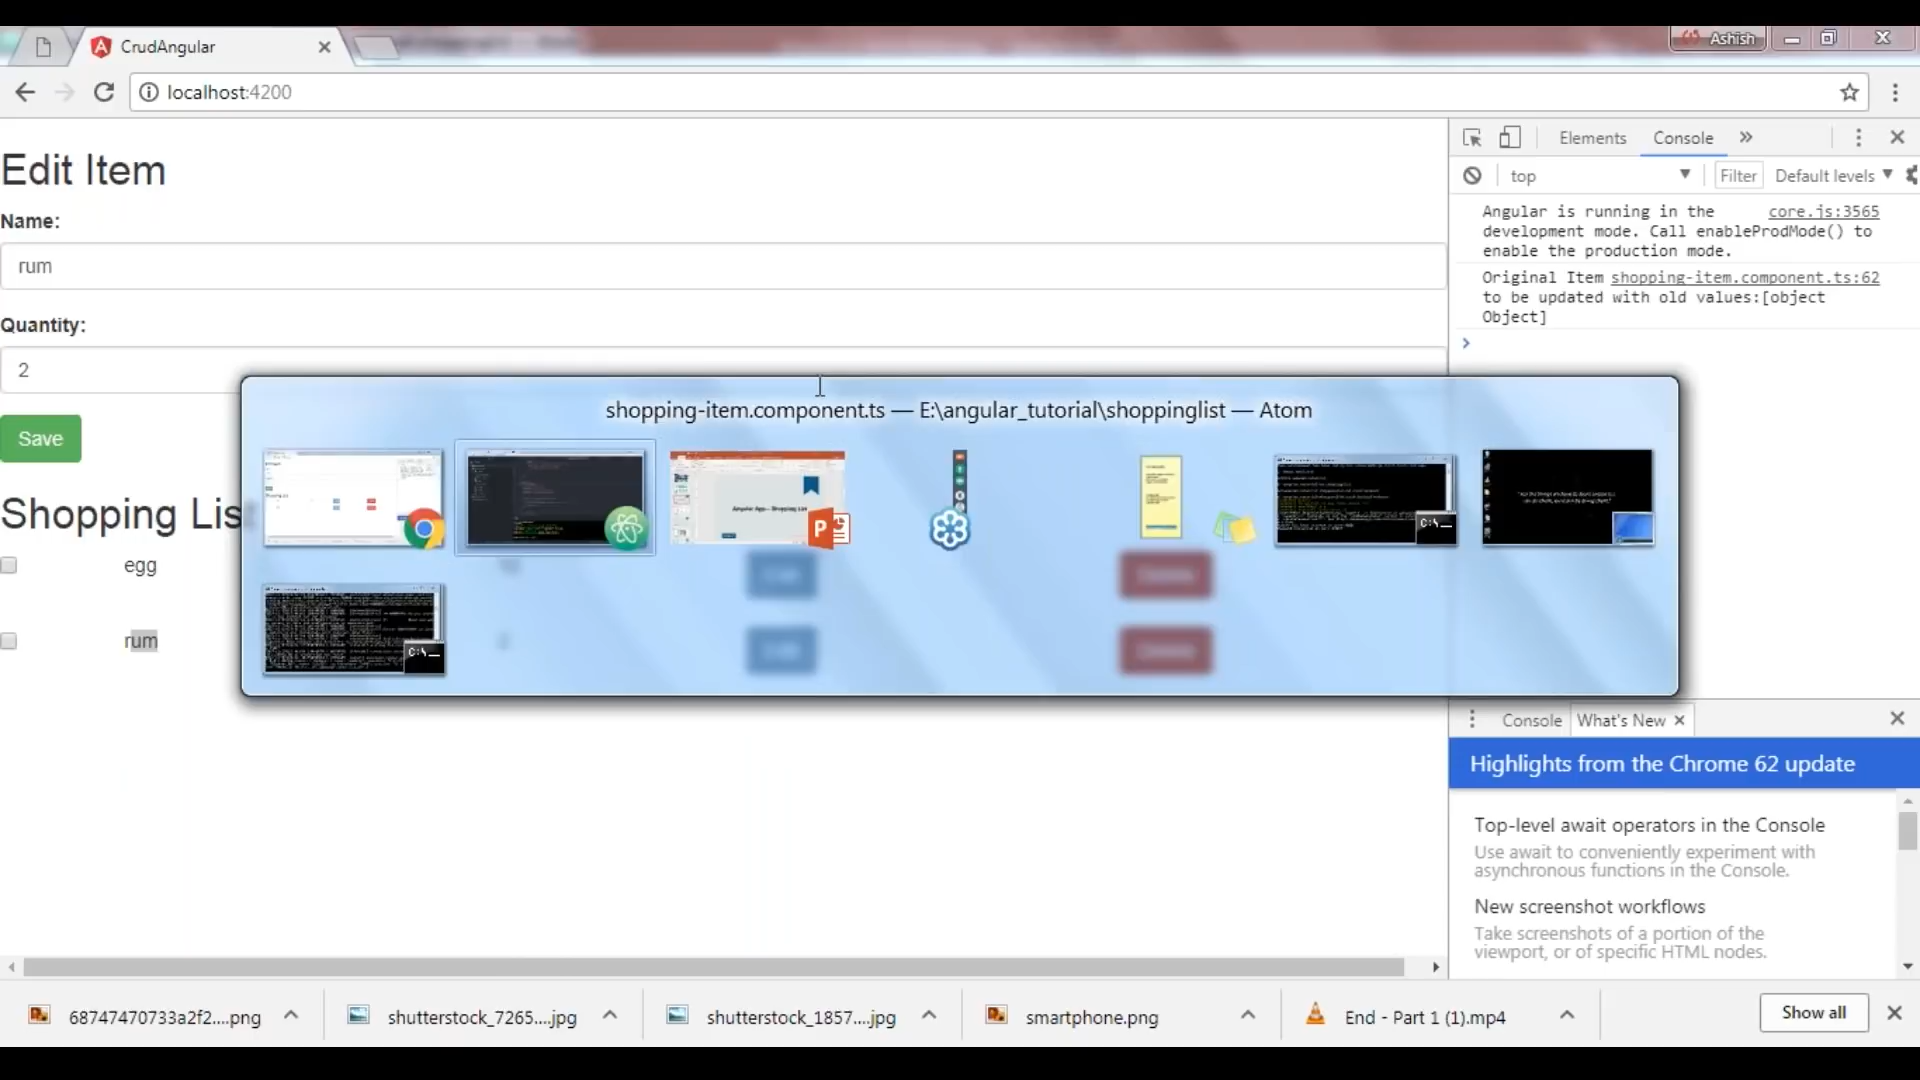 CrudAngular
Ashish
localhost:4200
Edit Item
Name:
rum
Quantity:
2
Save
Shopping Lis
egg
rum
shopping-item.component.ts — E:\angular_tutorial\shoppinglist — Atom
Elements Console
top Filter Default levels
Angular is running in the core.js:3565
development mode. Call enableProdMode() to
enable the production mode.
Original Item shopping-item.component.ts:62
to be updated with old values:[object
Object]
Console What's New
Highlights from the Chrome 62 update
Top-level await operators in the Console
Use await to conveniently experiment with
asynchronous functions in the Console.
New screenshot workflows
Take screenshots of a portion of the
viewport, or of specific HTML nodes.
68747470733a2f2....png shutterstock_7265....jpg shutterstock_1857....jpg smartphone.png End - Part 1 (1).mp4 Show all